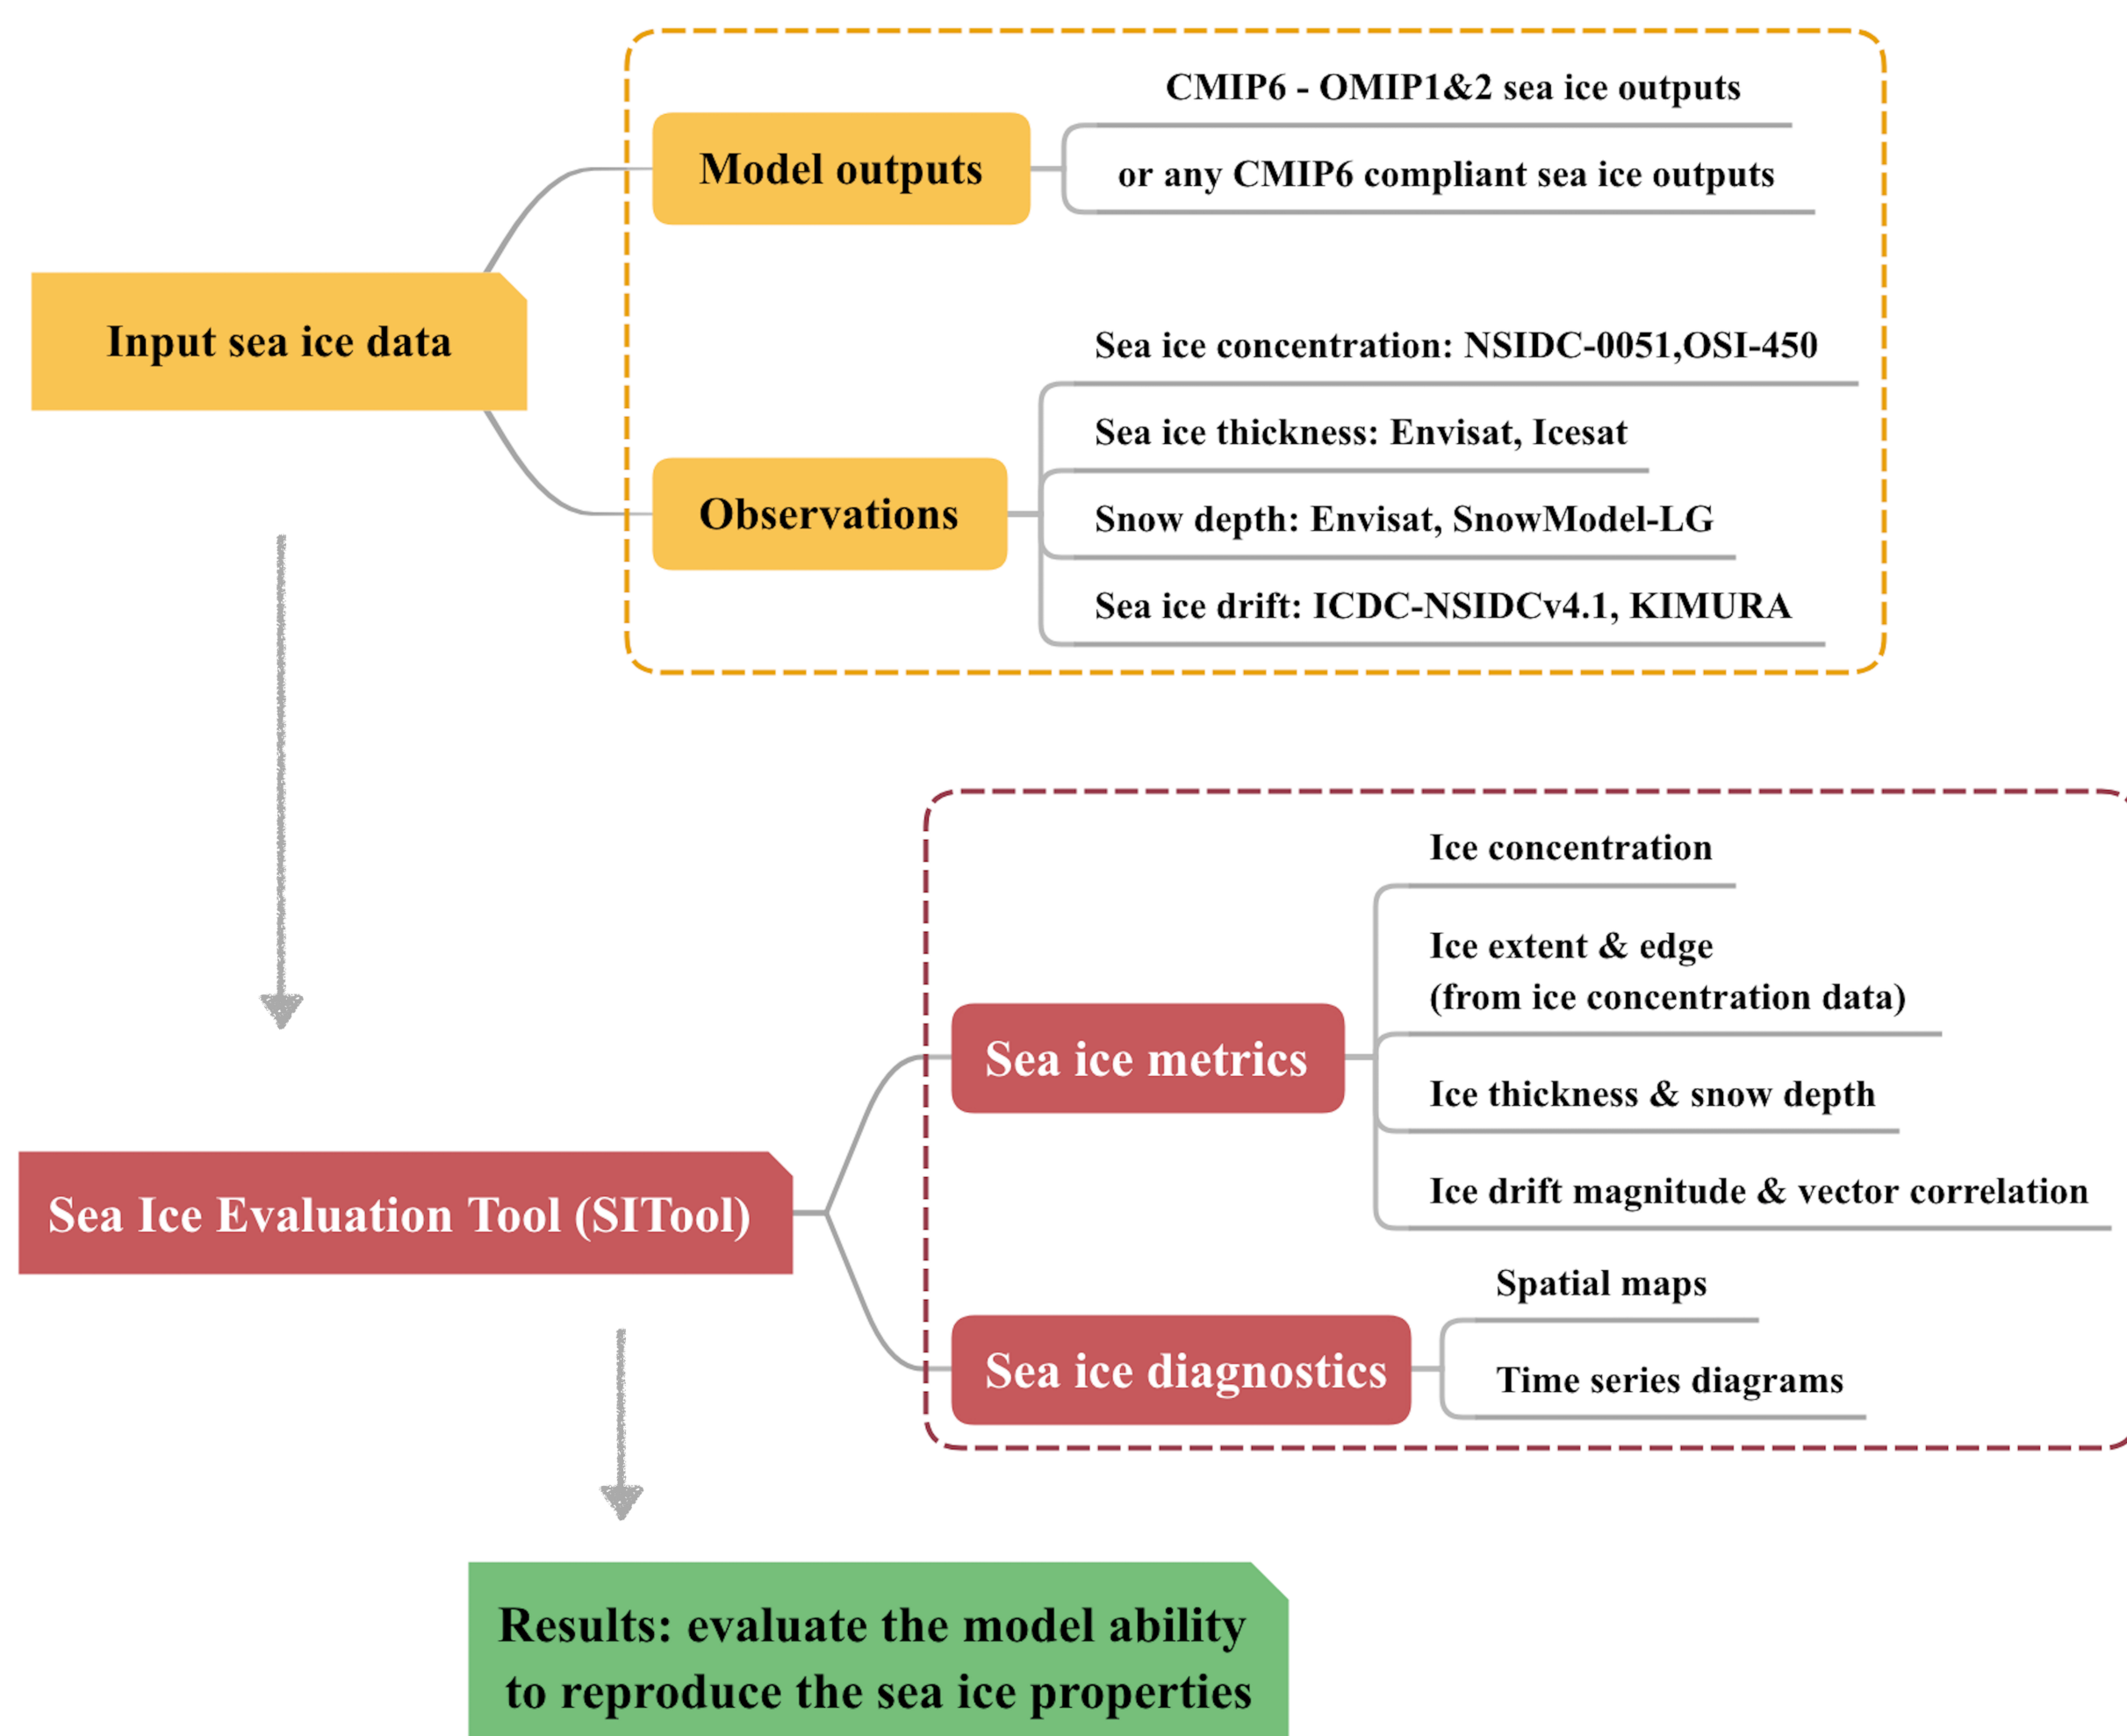 CMIP6 - OMIP1&2 sea ice outputs
Model outputs
or any CMIP6 compliant sea ice outputs
Input sea ice data
Sea ice concentration: NSIDC-0051,OSI-450
Sea ice thickness: Envisat, Icesat
Observations
Snow depth: Envisat, SnowModel-LG
Sea ice drift: ICDC-NSIDCv4.1, KIMURA
Ice concentration
Ice extent & edge
(from ice concentration data)
Sea ice metrics
Ice thickness & snow depth
Ice drift magnitude & vector correlation
Sea Ice Evaluation Tool (SITool)
Spatial maps
Sea ice diagnostics
Time series diagrams
Results: evaluate the model ability
to reproduce the sea ice properties